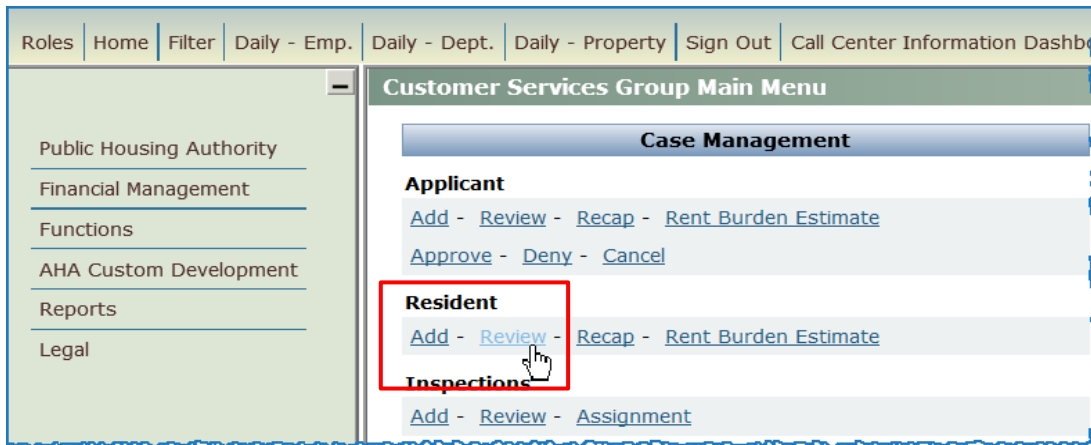 Roles Home Filter Daily - Emp. Daily - Dept. Daily - Property Sign Out Call Center Information
Customer Services Group Main Menu
Public Housing Authority
Financial Management
Functions
AHA Custom Development
Reports
Legal
Case Management
Applicant
Add - Review - Recap - Rent Burden Estimate
Approve - Deny - Cancel
Resident
Add - Review - Recap - Rent Burden Estimate
Inspections
Add - Review - Assignment